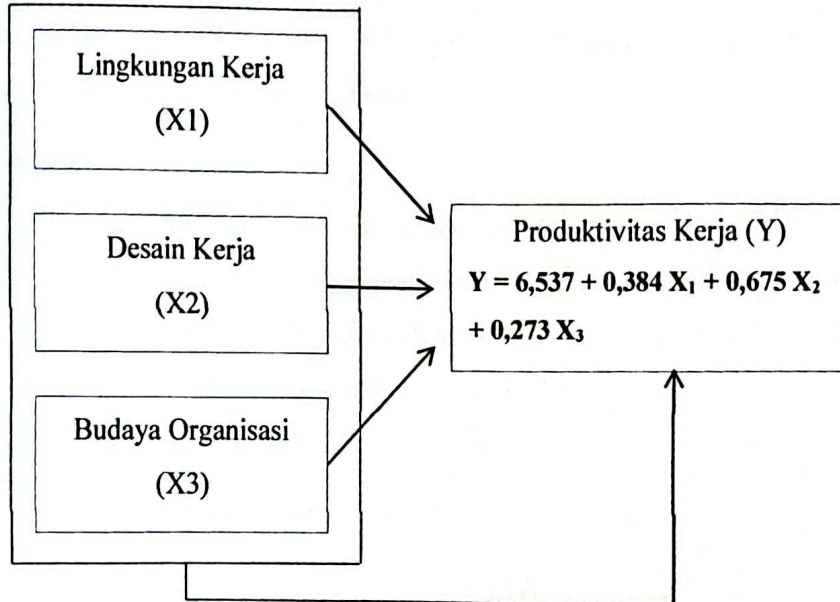 Lingkungan Kerja
(X1)
Desain Kerja
(X2)
Budaya Organisasi
(X3)
Produktivitas Kerja (Y)
Y = 6,537 + 0,384 X₁ + 0,675 X₂
+ 0,273 X₃